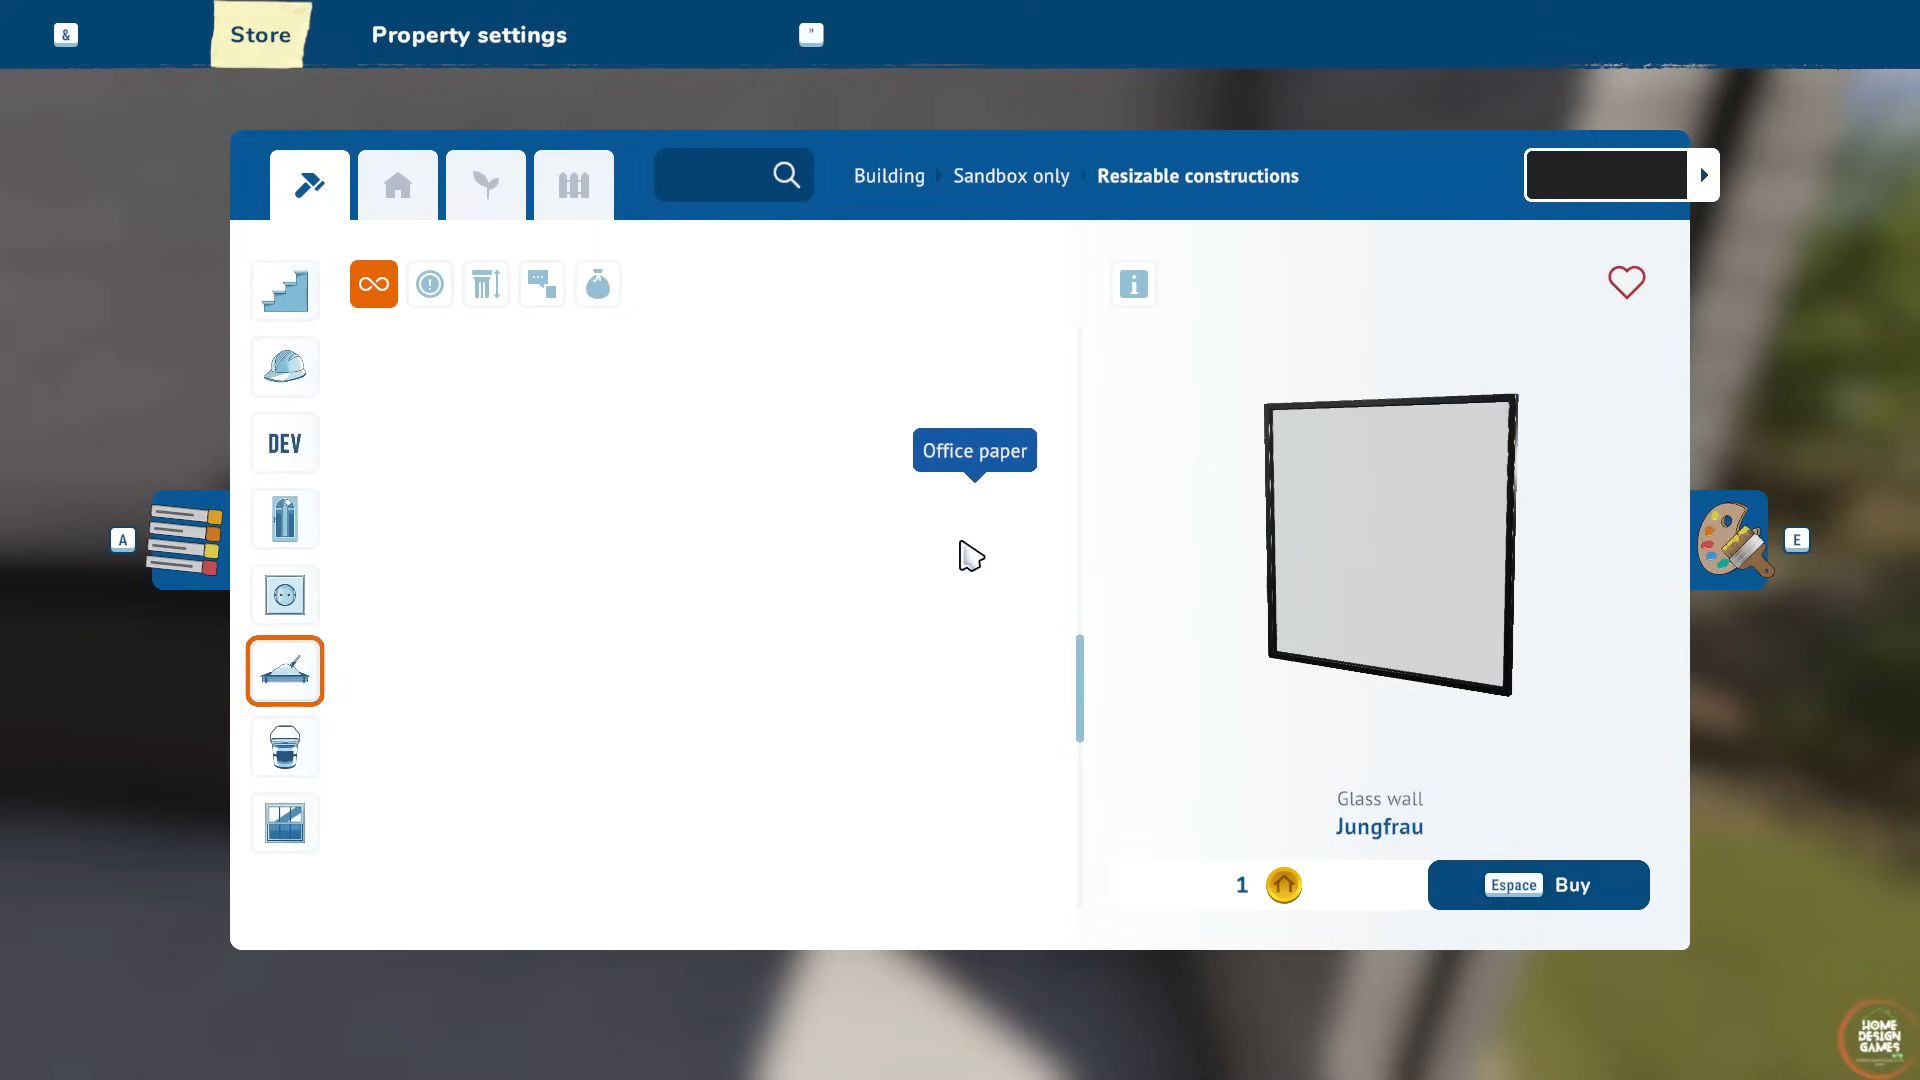 &
Store
Property settings
"
Building
Sandbox only
Resizable constructions
DEV
Office paper
A
E
Glass wall
Jungfrau
1
Espace
Buy
HOME
DESIGN
GAMES